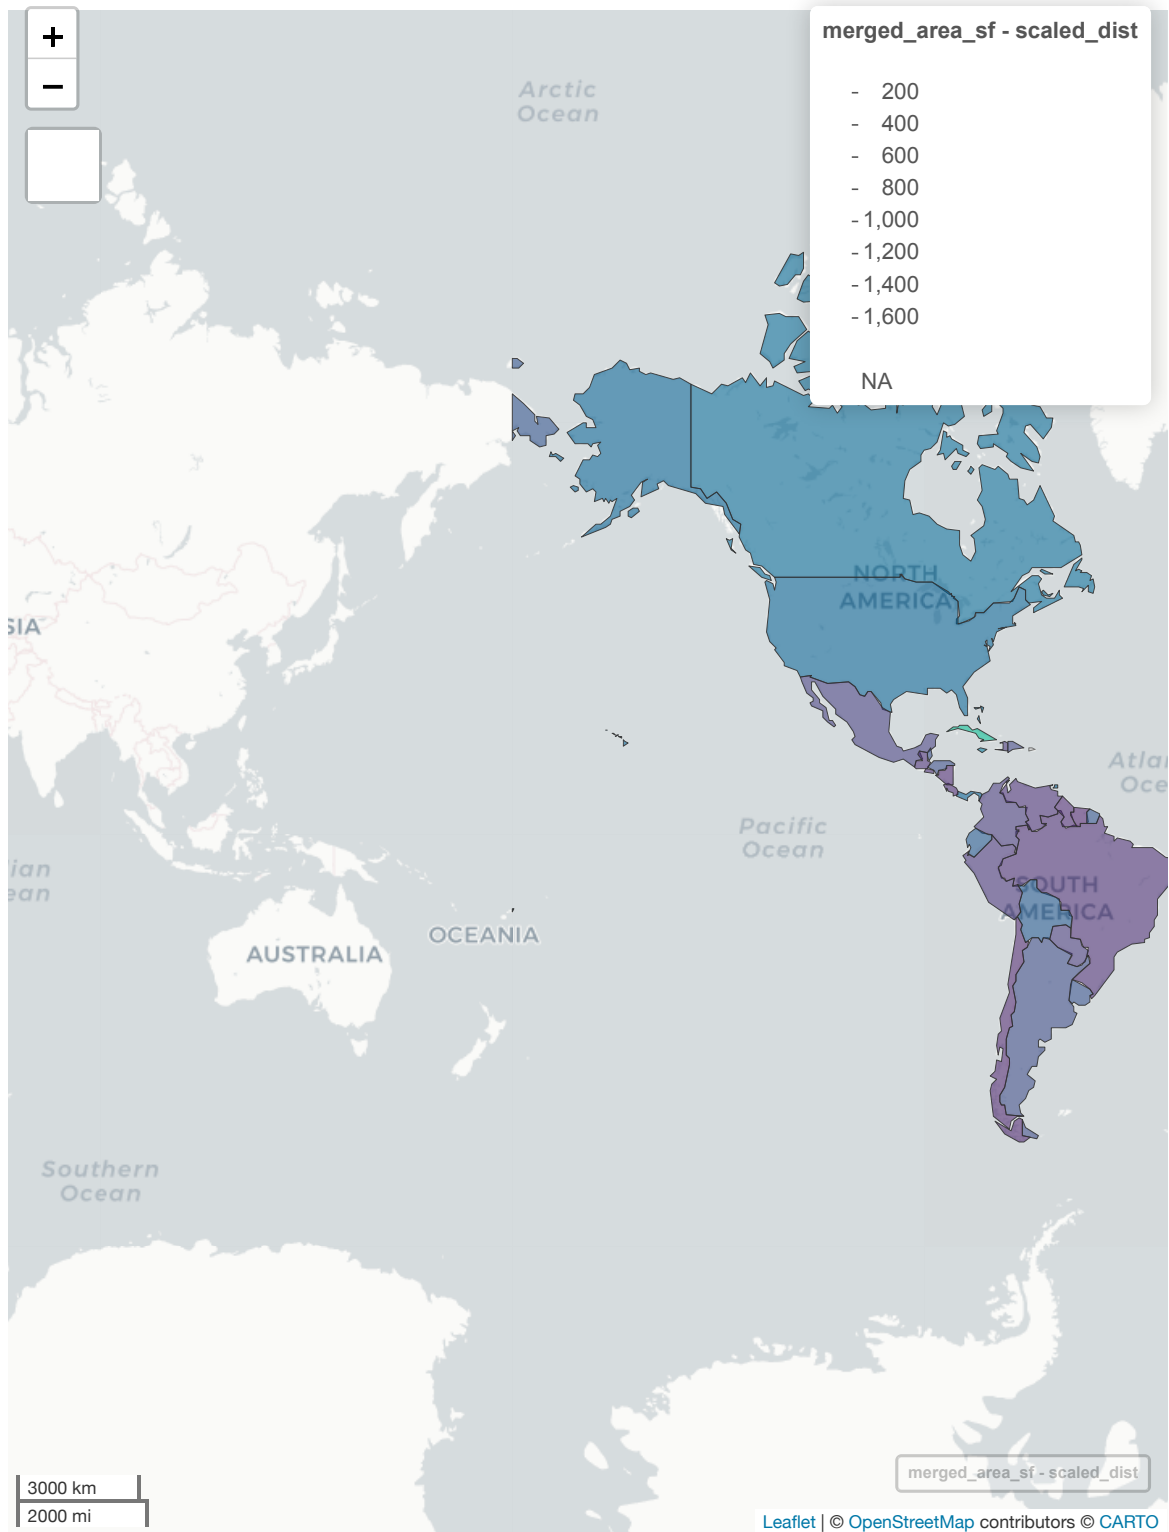 +
−
merged_area_sf - scaled_dist
- 200
- 400
- 600
- 800
- 1,000
- 1,200
- 1,400
- 1,600
NA
Arctic
Ocean
NORTH
AMERICA
SIA
Atla
Oce
Pacific
Ocean
ian
ean
SOUTH
AMERICA
OCEANIA
AUSTRALIA
Southern
Ocean
merged_area_sf - scaled_dist
3000 km
2000 mi
Leaflet | © OpenStreetMap contributors © CARTO